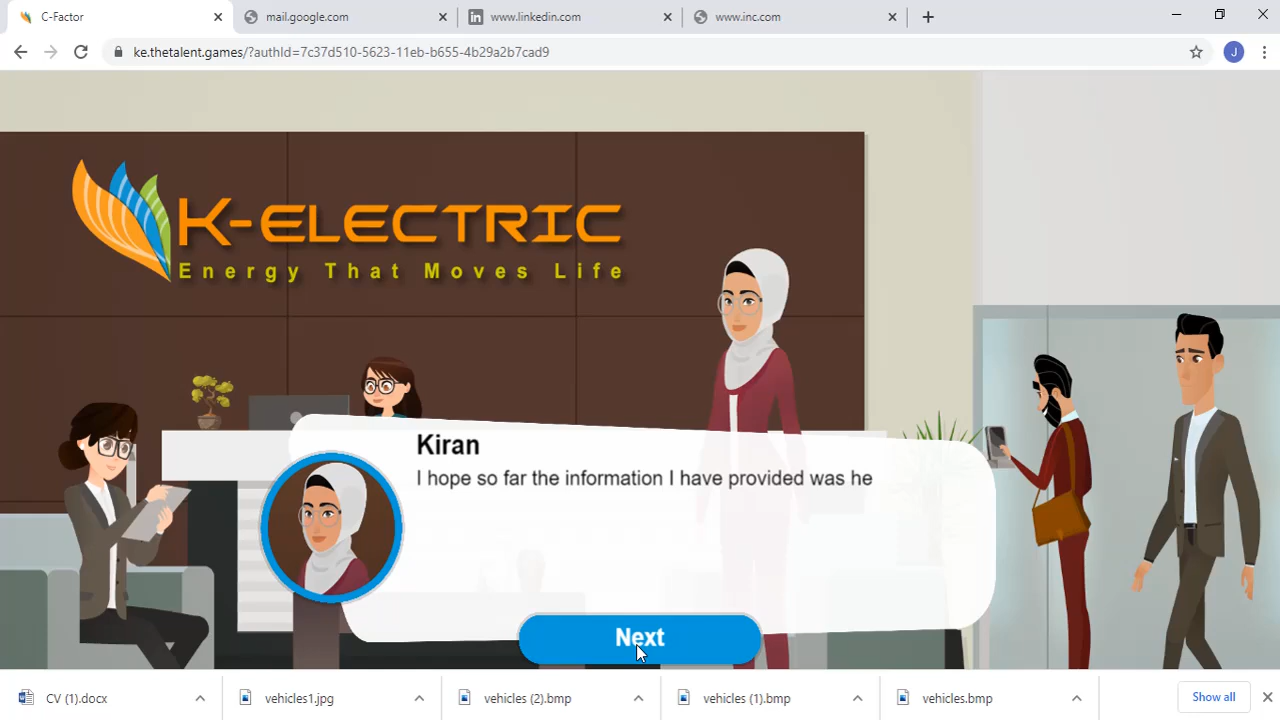 C-Factor
mail.google.com
www.linkedin.com
www.inc.com
ke.thetalent.games/?authId=7c37d510-5623-11eb-b655-4b29a2b7cad9
J
K-ELECTRIC
Energy That Moves Life
Kiran
I hope so far the information I have provided was he
Next
CV (1).docx
vehicles1.jpg
vehicles (2).bmp
vehicles (1).bmp
vehicles.bmp
Show all